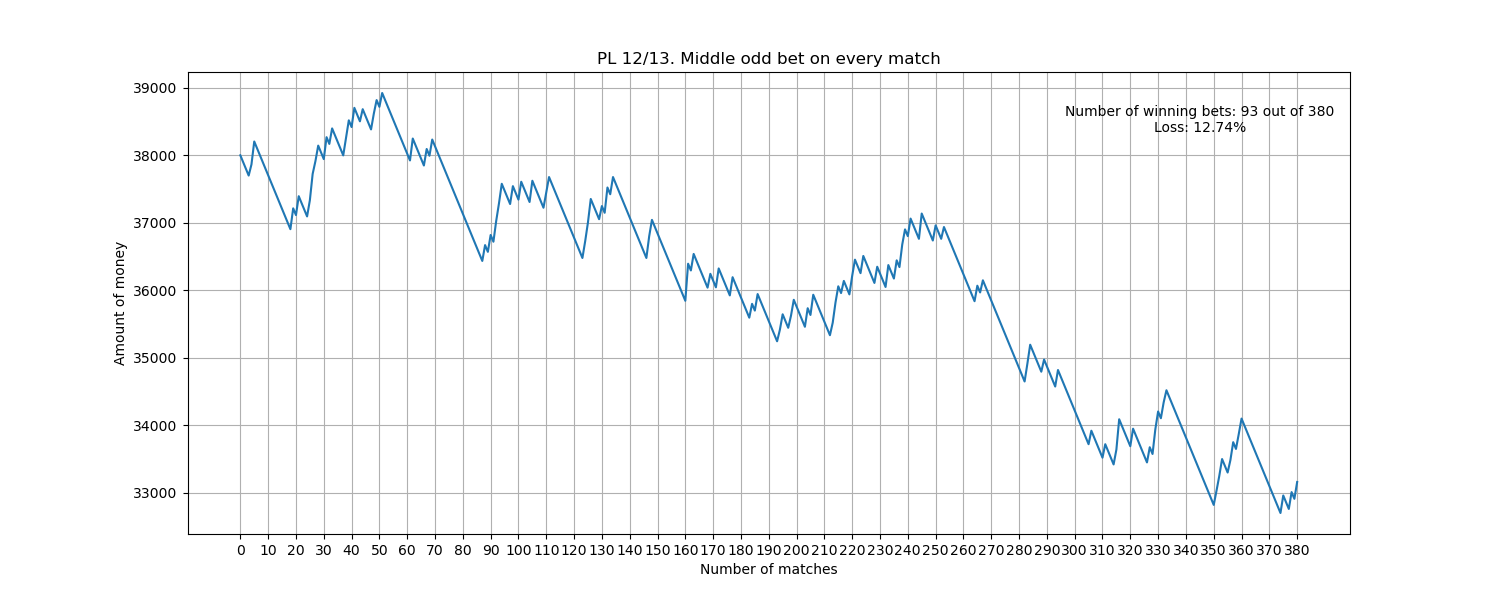 PL 12/13. Middle odd bet on every match
Number of winning bets: 93 out of 380
Loss: 12.74%
Amount of money
39000
38000
37000
36000
35000
34000
33000
0 10 20 30 40 50 60 70 80 90 100 110 120 130 140 150 160 170 180 190 200 210 220 230 240 250 260 270 280 290 300 310 320 330 340 350 360 370 380
Number of matches